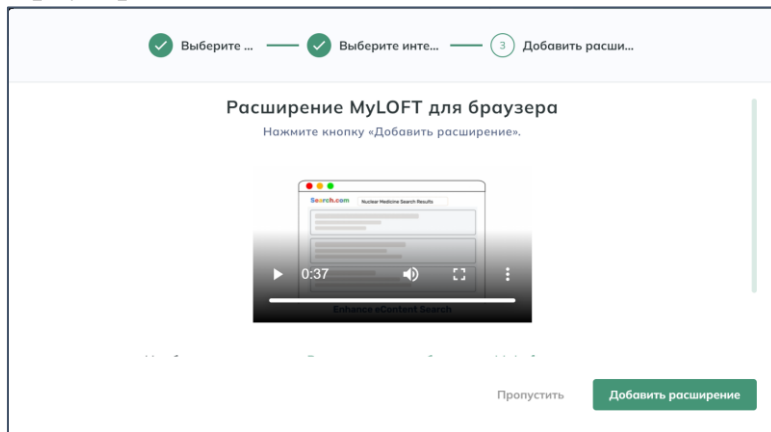 Выберите ...
Выберите инте...
3
Добавить расши...
Расширение MyLOFT для браузера
Нажмите кнопку «Добавить расширение».
Search.com
Nuclear Medicine Search Results
0:37
Enhance eContent Search
Пропустить
Добавить расширение